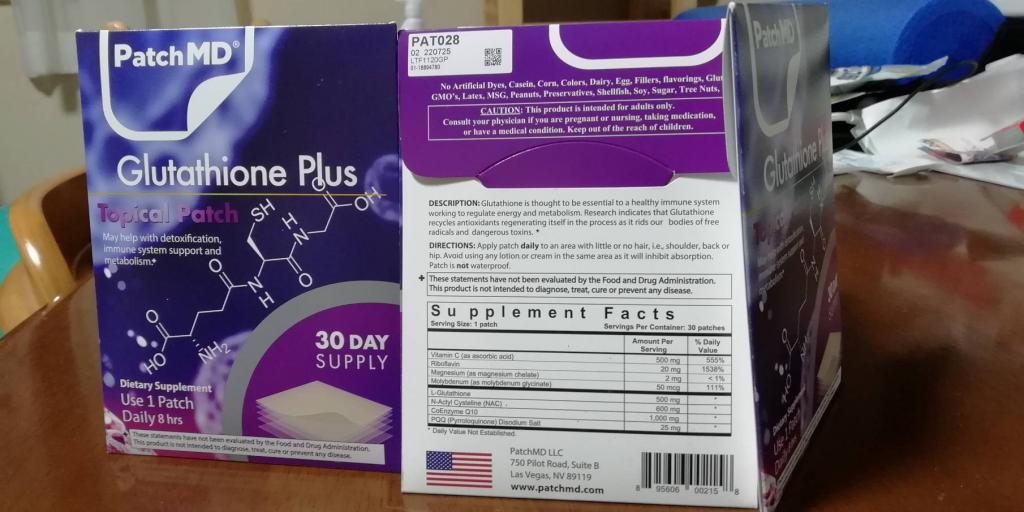 PatchMD®
Glutathione Plus
Topical Patch
May help with detoxification,
immune system support and
metabolism.*
SH
H
N
O
OH
O
O
N
H
O
HO
NH2
30 DAY
SUPPLY
Dietary Supplement
Use 1 Patch
Daily 8 hrs
* These statements have not been evaluated by the Food and Drug Administration.
This product is not intended to diagnose, treat, cure or prevent any disease.
PAT028
02 220725
LTF1120GP
01-18894780
No Artificial Dyes, Casein, Corn, Colors, Dairy, Egg, Fillers, flavorings, Glut
GMO's, Latex, MSG, Peanuts, Preservatives, Shellfish, Soy, Sugar, Tree Nuts,
CAUTION: This product is intended for adults only.
Consult your physician if you are pregnant or nursing, taking medication,
or have a medical condition. Keep out of the reach of children.
DESCRIPTION: Glutathione is thought to be essential to a healthy immune system
working to regulate energy and metabolism. Research indicates that Glutathione
recycles antioxidants regenerating itself in the process as it rids our bodies of free
radicals and dangerous toxins. *
DIRECTIONS: Apply patch daily to an area with little or no hair, i.e., shoulder, back or
hip. Avoid using any lotion or cream in the same area as it will inhibit absorption.
Patch is not waterproof.
+ These statements have not been evaluated by the Food and Drug Administration.
This product is not intended to diagnose, treat, cure or prevent any disease.
Supplement Facts
Serving Size: 1 patch Servings Per Container: 30 patches
Amount Per Serving % Daily Value
Vitamin C (as ascorbic acid) 500 mg 555%
Riboflavin 20 mg 1538%
Magnesium (as magnesium chelate) 2 mg < 1%
Molybdenum (as molybdenum glycinate) 50 mcg 111%
L-Glutathione 500 mg *
N-Actyl Cystaline (NAC) 600 mg *
CoEnzyme Q10 1,000 mg *
PQQ (Pyrroloquinone) Disodium Salt 25 mg *
* Daily Value Not Established.
PatchMD LLC
750 Pilot Road, Suite B
Las Vegas, NV 89119
www.patchmd.com
8 95606 00215 8
PatchMD
Glutathione P